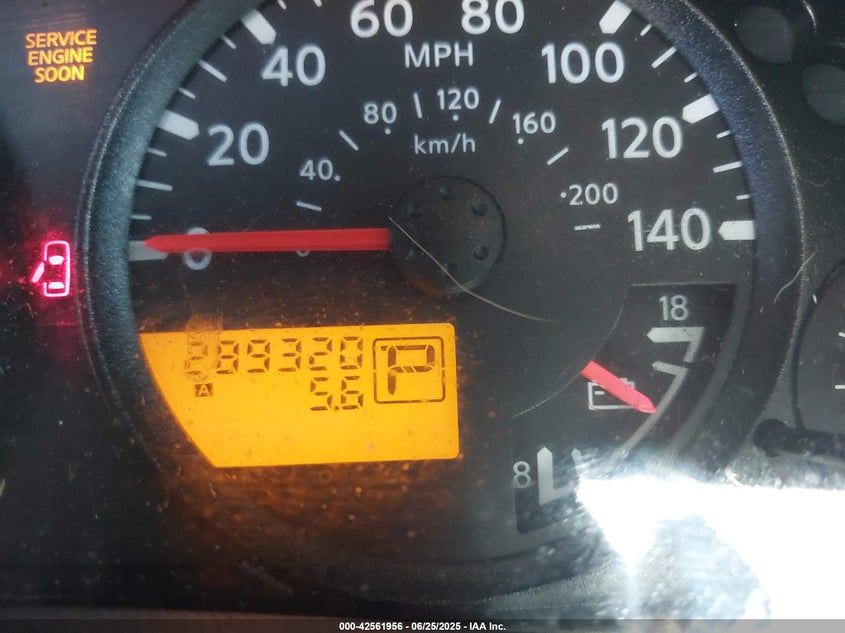 SERVICE
ENGINE
SOON
0 20 40 60 80 100 120 140
MPH
40 80 120 160 200
km/h
18
8
289320
P
A
5.6
000-42561956 / 06/25/2025 - IAA Inc.